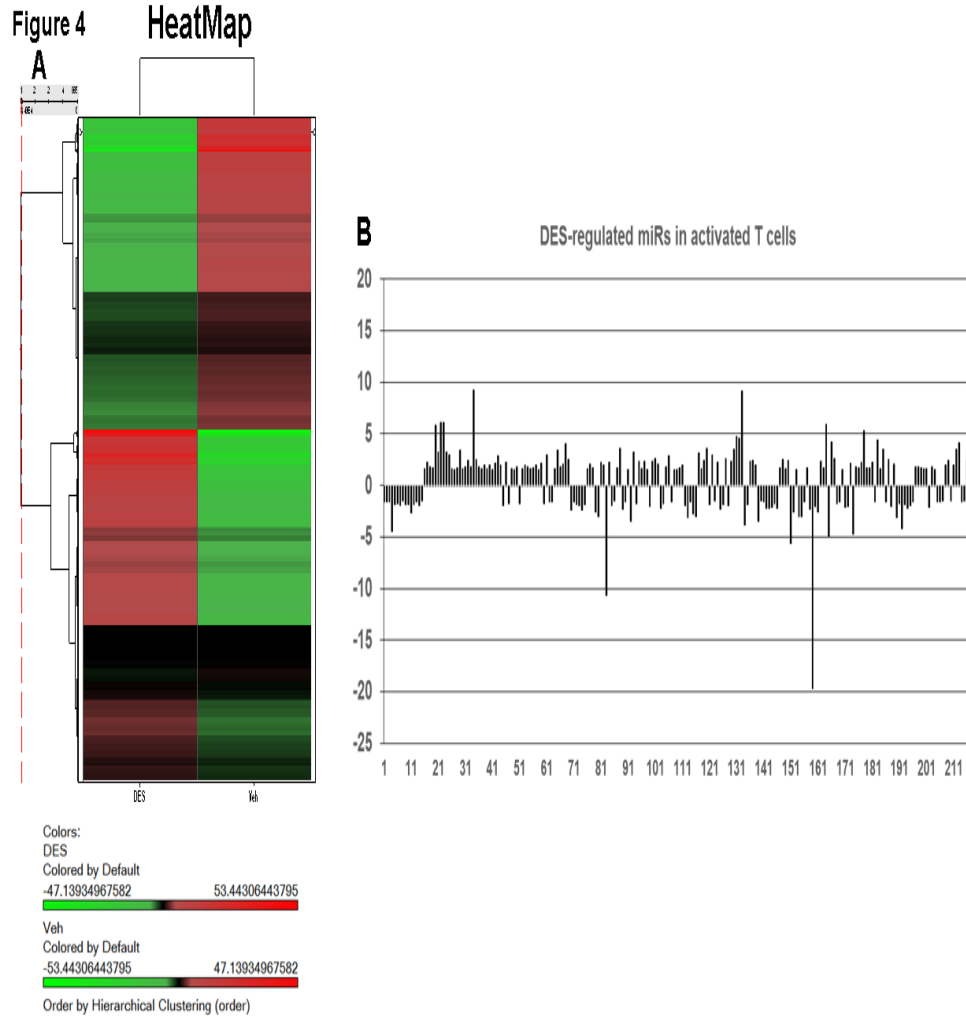 Figure 4
HeatMap
A
DES
Veh
Colors:
DES
Colored by Default
-47.13934967582 53.44306443795
Veh
Colored by Default
-53.44306443795 47.13934967582
Order by Hierarchical Clustering (order)
B
DES-regulated miRs in activated T cells
20
15
10
5
0
-5
-10
-15
-20
-25
1 11 21 31 41 51 61 71 81 91 101 111 121 131 141 151 161 171 181 191 201 211